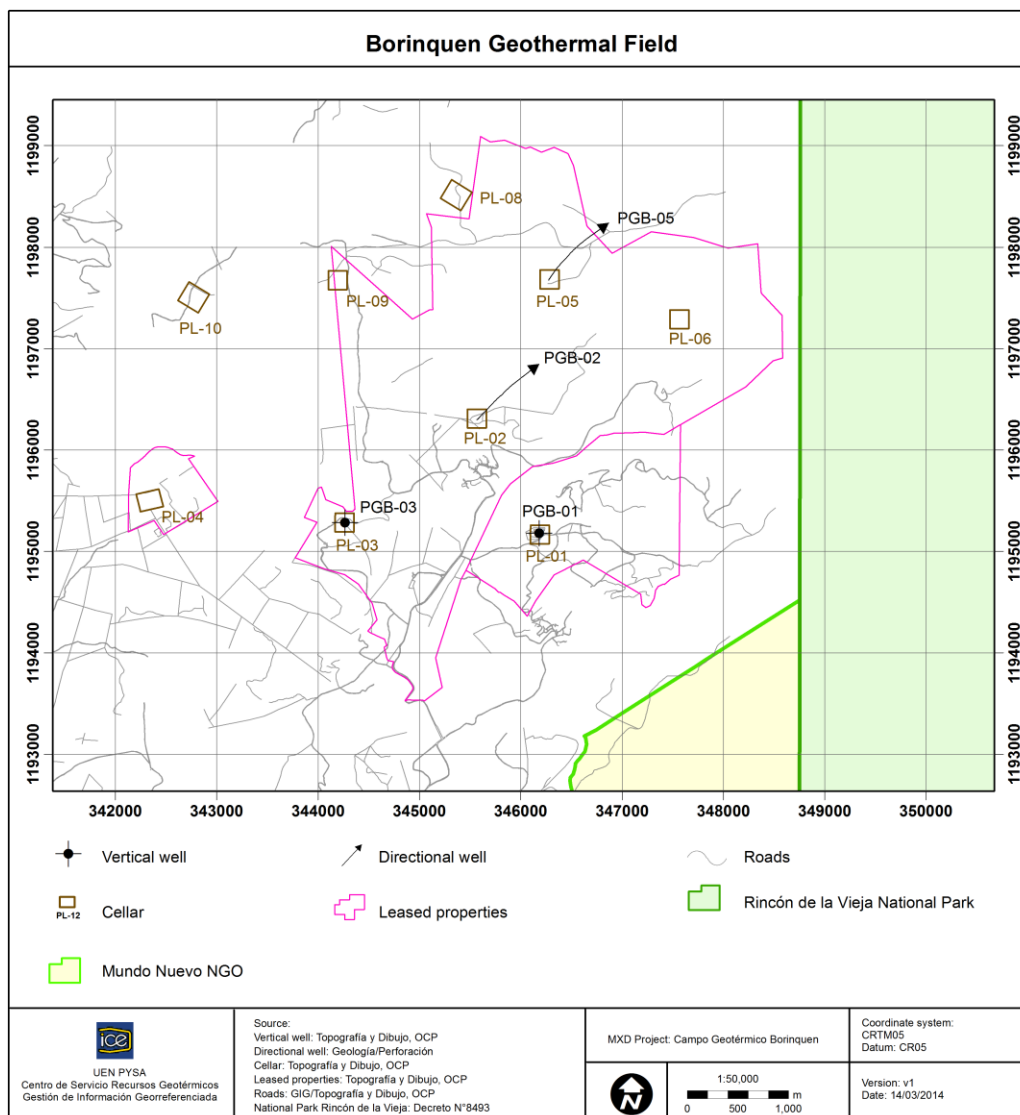 Borinquen Geothermal Field
1199000
1198000
1197000
1196000
1195000
1194000
1193000
1199000
1198000
1197000
1196000
1195000
1194000
1193000
PL-08
PGB-05
PL-09
PL-05
PL-10
PL-06
PGB-02
PL-02
PL-04
PGB-03
PL-03
PGB-01
PL-01
342000 343000 344000 345000 346000 347000 348000 349000 350000
Vertical well
Directional well
Roads
PL-12
Cellar
Leased properties
Rincón de la Vieja National Park
Mundo Nuevo NGO
ice
UEN PYSA
Centro de Servicio Recursos Geotérmicos
Gestión de Información Georreferenciada
Source:
Vertical well: Topografía y Dibujo, OCP
Directional well: Geología/Perforación
Cellar: Topografía y Dibujo, OCP
Leased properties: Topografía y Dibujo, OCP
Roads: GIG/Topografía y Dibujo, OCP
National Park Rincón de la Vieja: Decreto N°8493
MXD Project: Campo Geotérmico Borinquen
N
1:50,000
m
0 500 1,000
Coordinate system:
CRTM05
Datum: CR05
Version: v1
Date: 14/03/2014